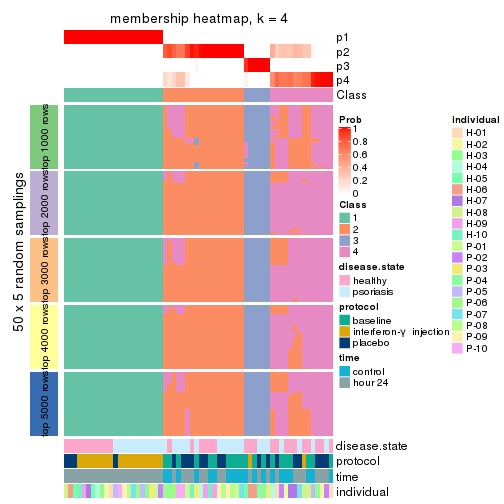 membership heatmap, k = 4
p1
p2
p3
p4
Class
50 x 5 random samplings
top 1000 rows
top 2000 rows
top 3000 rows
top 4000 rows
top 5000 rows
disease.state
protocol
time
individual
Prob
1
0.8
0.6
0.4
0.2
0
Class
1
2
3
4
disease.state
healthy
psoriasis
protocol
baseline
interferon-γ injection
placebo
time
control
hour 24
individual
H-01
H-02
H-03
H-04
H-05
H-06
H-07
H-08
H-09
H-10
P-01
P-02
P-03
P-04
P-05
P-06
P-07
P-08
P-09
P-10